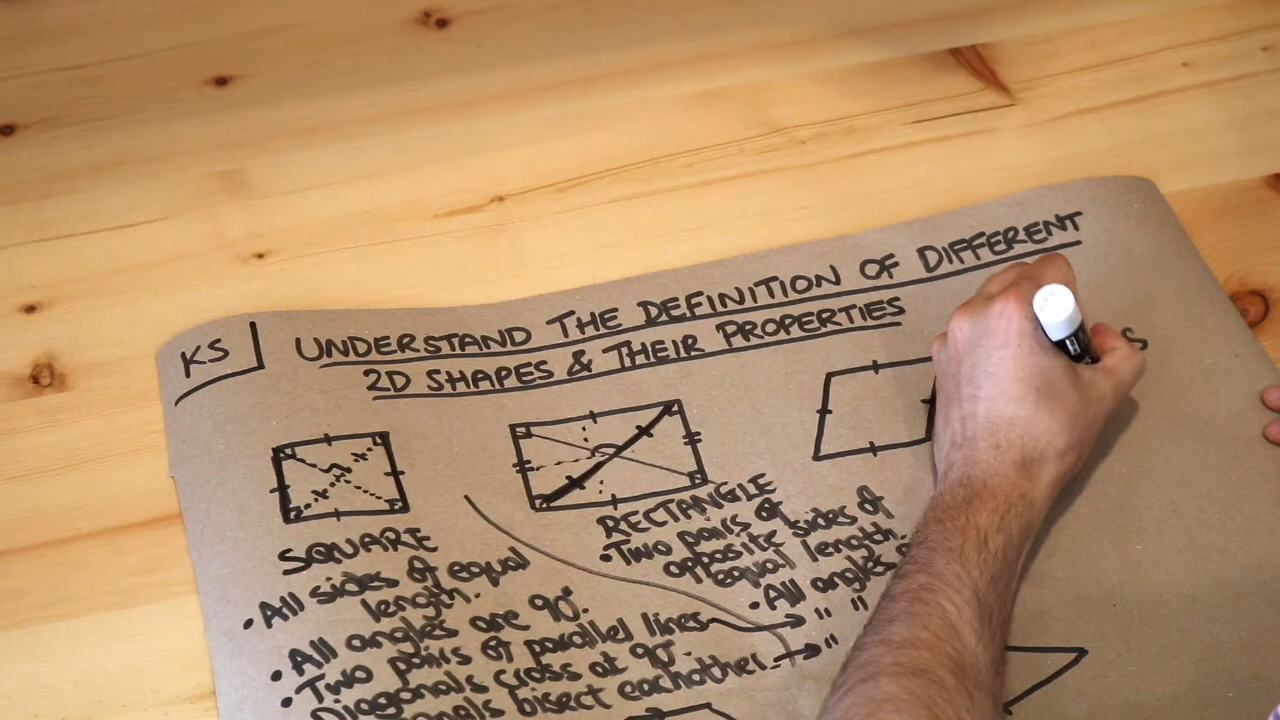 KS
UNDERSTAND THE DEFINITION OF DIFFERENT
2D SHAPES & THEIR PROPERTIES
SQUARE
• All sides of equal
length.
• All angles are 90°.
• Two pairs of parallel lines
Diagonals cross at 90°.
bisect eachother.
RECTANGLE
• Two pairs of
opposite sides of
equal length.
• All angles
" "
"
S